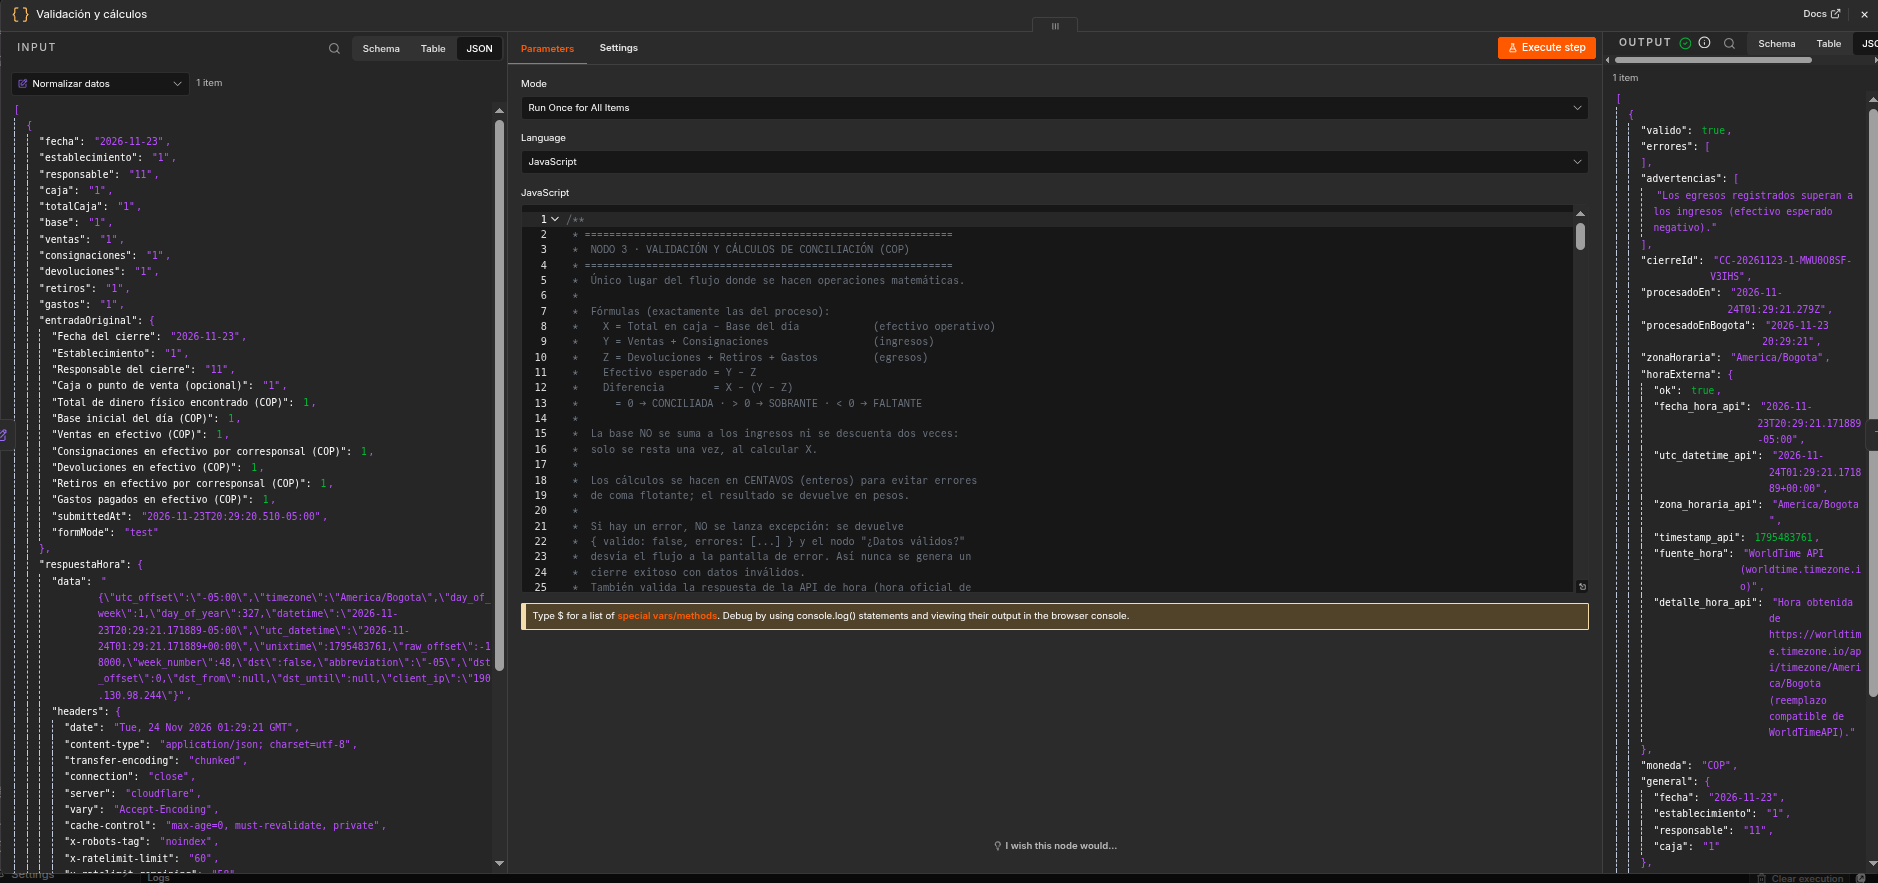 {} Validación y cálculos
Docs
INPUT
Schema
Table
JSON
Normalizar datos
1 item
[
{
"fecha": "2026-11-23",
"establecimiento": "1",
"responsable": "11",
"caja": "1",
"totalCaja": "1",
"base": "1",
"ventas": "1",
"consignaciones": "1",
"devoluciones": "1",
"retiros": "1",
"gastos": "1",
"entradaOriginal": {
"Fecha del cierre": "2026-11-23",
"Establecimiento": "1",
"Responsable del cierre": "11",
"Caja o punto de venta (opcional)": "1",
"Total de dinero físico encontrado (COP)": 1,
"Base inicial del día (COP)": 1,
"Ventas en efectivo (COP)": 1,
"Consignaciones en efectivo por corresponsal (COP)": 1,
"Devoluciones en efectivo (COP)": 1,
"Retiros en efectivo por corresponsal (COP)": 1,
"Gastos pagados en efectivo (COP)": 1,
"submittedAt": "2026-11-23T20:29:20.510-05:00",
"formMode": "test"
},
"respuestaHora": {
"data": "
{\"utc_offset\":\"-05:00\",\"timezone\":\"America/Bogota\",\"day_of_
week\":1,\"day_of_year\":327,\"datetime\":\"2026-11-
23T20:29:21.171889-05:00\",\"utc_datetime\":\"2026-11-
24T01:29:21.171889+00:00\",\"unixtime\":1795483761,\"raw_offset\":-1
8000,\"week_number\":48,\"dst\":false,\"abbreviation\":\"-05\",\"dst
_offset\":0,\"dst_from\":null,\"dst_until\":null,\"client_ip\":\"190
.130.98.244\"}",
"headers": {
"date": "Tue, 24 Nov 2026 01:29:21 GMT",
"content-type": "application/json; charset=utf-8",
"transfer-encoding": "chunked",
"connection": "close",
"server": "cloudflare",
"vary": "Accept-Encoding",
"cache-control": "max-age=0, must-revalidate, private",
"x-robots-tag": "noindex",
"x-ratelimit-limit": "60",
Parameters
Settings
Execute step
Mode
Run Once for All Items
Language
JavaScript
JavaScript
1 /**
2 * ============================================================
3 * NODO 3 · VALIDACIÓN Y CÁLCULOS DE CONCILIACIÓN (COP)
4 * ============================================================
5 * Único lugar del flujo donde se hacen operaciones matemáticas.
6 *
7 * Fórmulas (exactamente las del proceso):
8 * X = Total en caja − Base del día (efectivo operativo)
9 * Y = Ventas + Consignaciones (ingresos)
10 * Z = Devoluciones + Retiros + Gastos (egresos)
11 * Efectivo esperado = Y − Z
12 * Diferencia = X − (Y − Z)
13 * = 0 → CONCILIADA · > 0 → SOBRANTE · < 0 → FALTANTE
14 *
15 * La base NO se suma a los ingresos ni se descuenta dos veces:
16 * solo se resta una vez, al calcular X.
17 *
18 * Los cálculos se hacen en CENTAVOS (enteros) para evitar errores
19 * de coma flotante; el resultado se devuelve en pesos.
20 *
21 * Si hay un error, NO se lanza excepción: se devuelve
22 * { valido: false, errores: [...] } y el nodo "¿Datos válidos?"
23 * desvía el flujo a la pantalla de error. Así nunca se genera un
24 * cierre exitoso con datos inválidos.
25 * También valida la respuesta de la API de hora (hora oficial de
Type $ for a list of special vars/methods. Debug by using console.log() statements and viewing their output in the browser console.
I wish this node would...
OUTPUT
Schema
Table
JSO
1 item
[
{
"valido": true,
"errores": [
],
"advertencias": [
"Los egresos registrados superan a
los ingresos (efectivo esperado
negativo)."
],
"cierreId": "CC-20261123-1-MWU0O8SF-
V3IHS",
"procesadoEn": "2026-11-
24T01:29:21.279Z",
"procesadoEnBogota": "2026-11-23
20:29:21",
"zonaHoraria": "America/Bogota",
"horaExterna": {
"ok": true,
"fecha_hora_api": "2026-11-
23T20:29:21.171889
-05:00",
"utc_datetime_api": "2026-11-
24T01:29:21.1718
89+00:00",
"zona_horaria_api": "America/Bogota
",
"timestamp_api": 1795483761,
"fuente_hora": "WorldTime API
(worldtime.timezone.i
o)",
"detalle_hora_api": "Hora obtenida
de
https://worldtim
e.timezone.io/ap
i/timezone/Ameri
ca/Bogota
(reemplazo
compatible de
WorldTimeAPI)."
},
"moneda": "COP",
"general": {
"fecha": "2026-11-23",
"establecimiento": "1",
"responsable": "11",
"caja": "1"
},
Settings
Logs
Clear execution